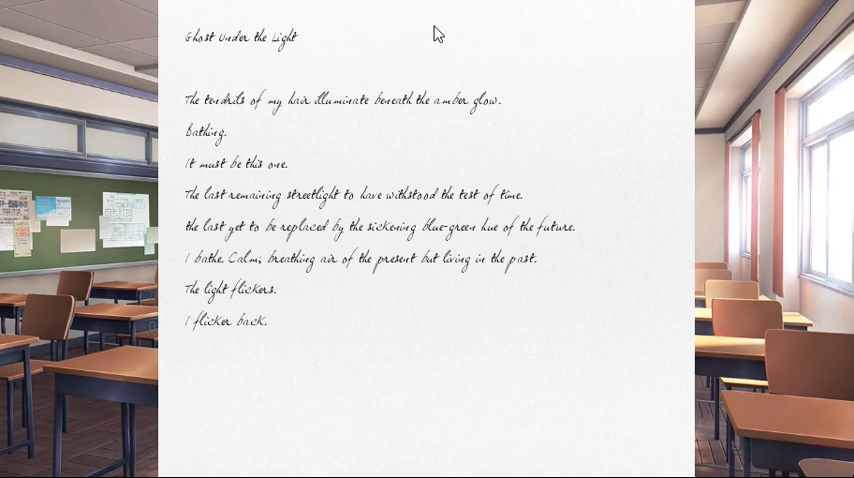 Ghost Under the Light
The tendrils of my hair illuminate beneath the amber glow.
Bathing.
It must be this one.
The last remaining streetlight to have withstood the test of time.
the last yet to be replaced by the sickening blue-green hue of the future.
I bathe. Calm; breathing air of the present but living in the past.
The light flickers.
I flicker back.